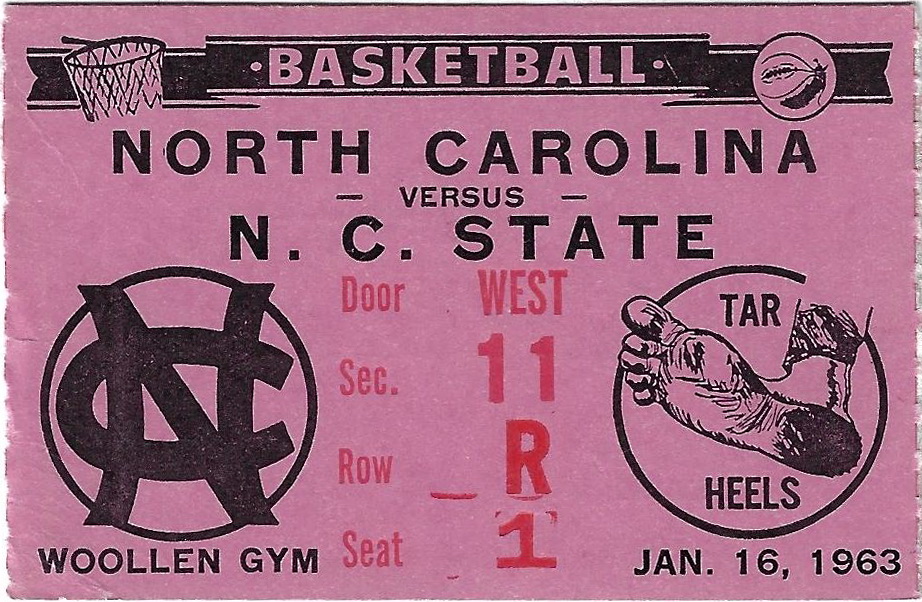 ·BASKETBALL·
NORTH CAROLINA
— VERSUS —
N. C. STATE
Door WEST
Sec. 11
Row R
Seat 1
NC
TAR
HEELS
WOOLLEN GYM
JAN. 16, 1963